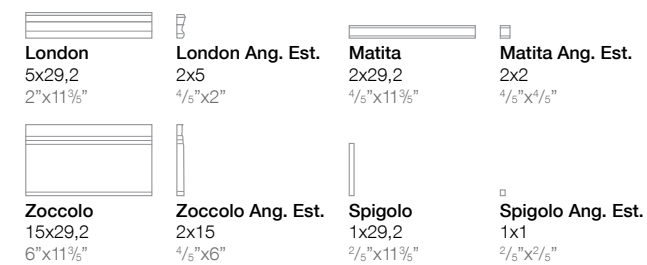 London
5x29,2
2”x11⅗”
London Ang. Est.
2x5
⁴/₅”x2”
Matita
2x29,2
⁴/₅”x11⅗”
Matita Ang. Est.
2x2
⁴/₅”x⁴/₅”
Zoccolo
15x29,2
6”x11⅗”
Zoccolo Ang. Est.
2x15
⁴/₅”x6”
Spigolo
1x29,2
²/₅”x11⅗”
Spigolo Ang. Est.
1x1
²/₅”x²/₅”